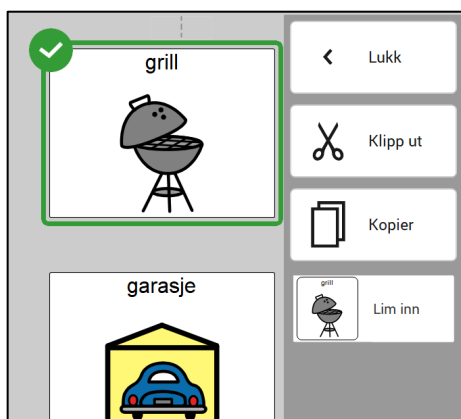 grill
garasje
Lukk
Klipp ut
Kopier
grill
Lim inn